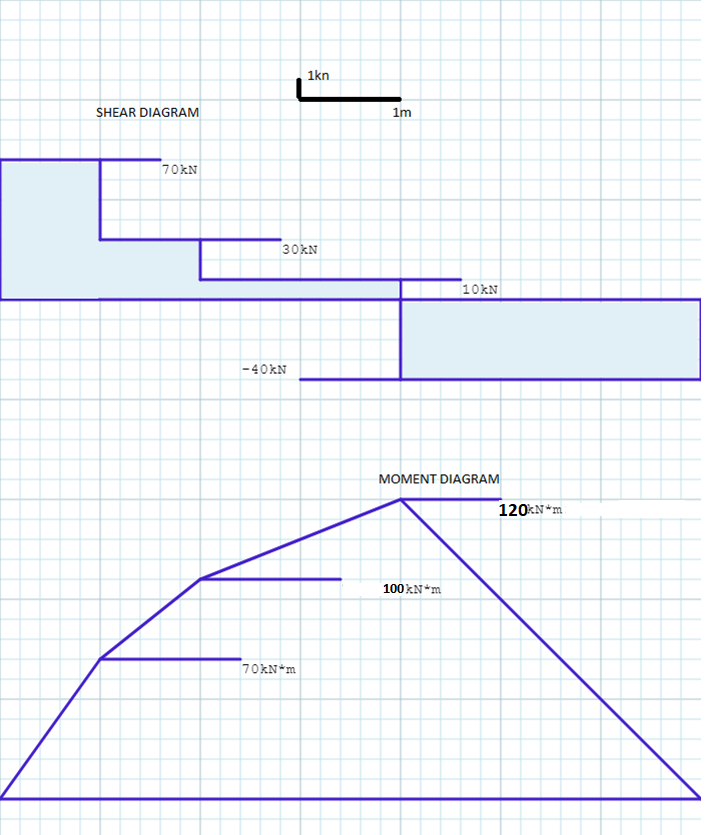 1kn
SHEAR DIAGRAM
1m
70kN
30kN
10kN
-40kN
MOMENT DIAGRAM
120kN*m
100kN*m
70kN*m